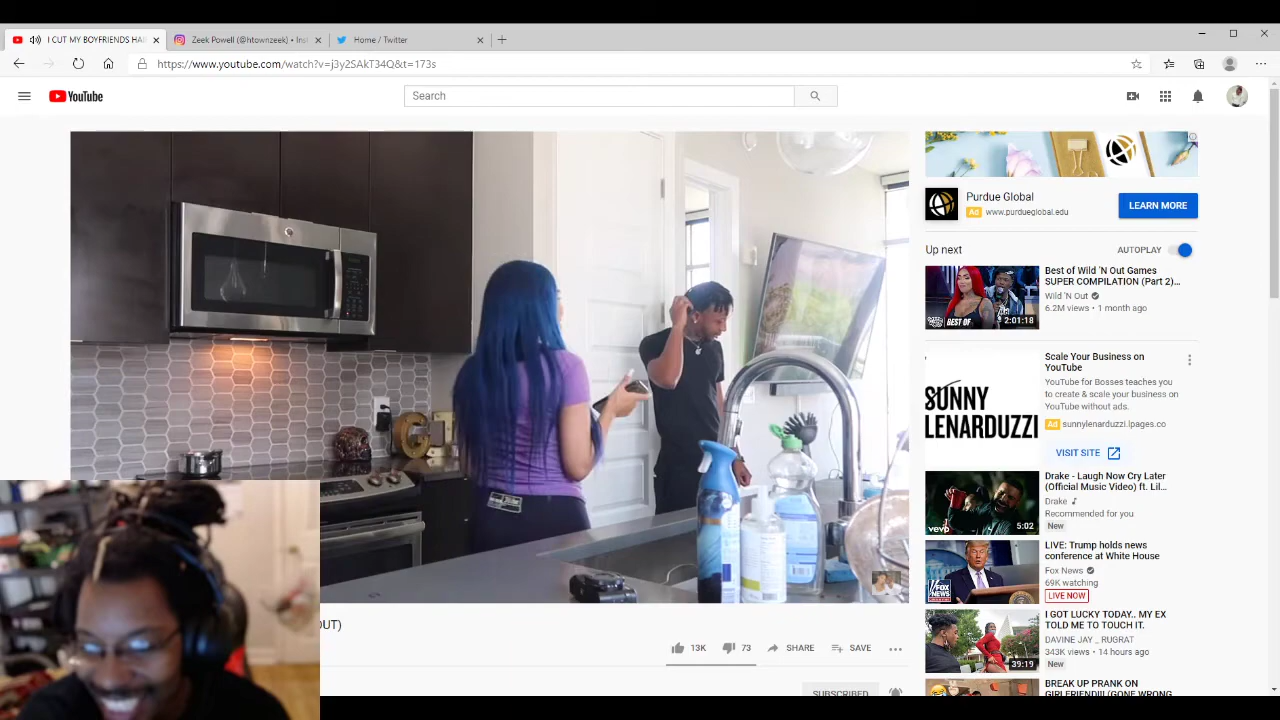 I CUT MY BOYFRIENDS HAI
Zeek Powell (@htownzeek) • Inst
Home / Twitter
https://www.youtube.com/watch?v=j3y2SAkT34Q&t=173s
YouTube
Search
Purdue Global
Ad www.purdueglobal.edu
LEARN MORE
Up next
AUTOPLAY
Best of Wild 'N Out Games
SUPER COMPILATION (Part 2)...
Wild 'N Out
6.2M views • 1 month ago
BEST OF
2:01:18
Scale Your Business on
YouTube
YouTube for Bosses teaches you
to create & scale your business on
YouTube without ads.
Ad sunnylenarduzzi.lpages.co
SUNNY
LENARDUZZI
VISIT SITE
Drake - Laugh Now Cry Later
(Official Music Video) ft. Lil...
Drake
Recommended for you
New
vevo
5:02
LIVE: Trump holds news
conference at White House
Fox News
69K watching
LIVE NOW
FOX NEWS
I GOT LUCKY TODAY.. MY EX
TOLD ME TO TOUCH IT.
DAVINE JAY _ RUGRAT
343K views • 14 hours ago
New
39:19
BREAK UP PRANK ON
GIRLFRIEND!!! (GONE WRONG
OUT)
13K
73
SHARE
SAVE
SUBSCRIBED